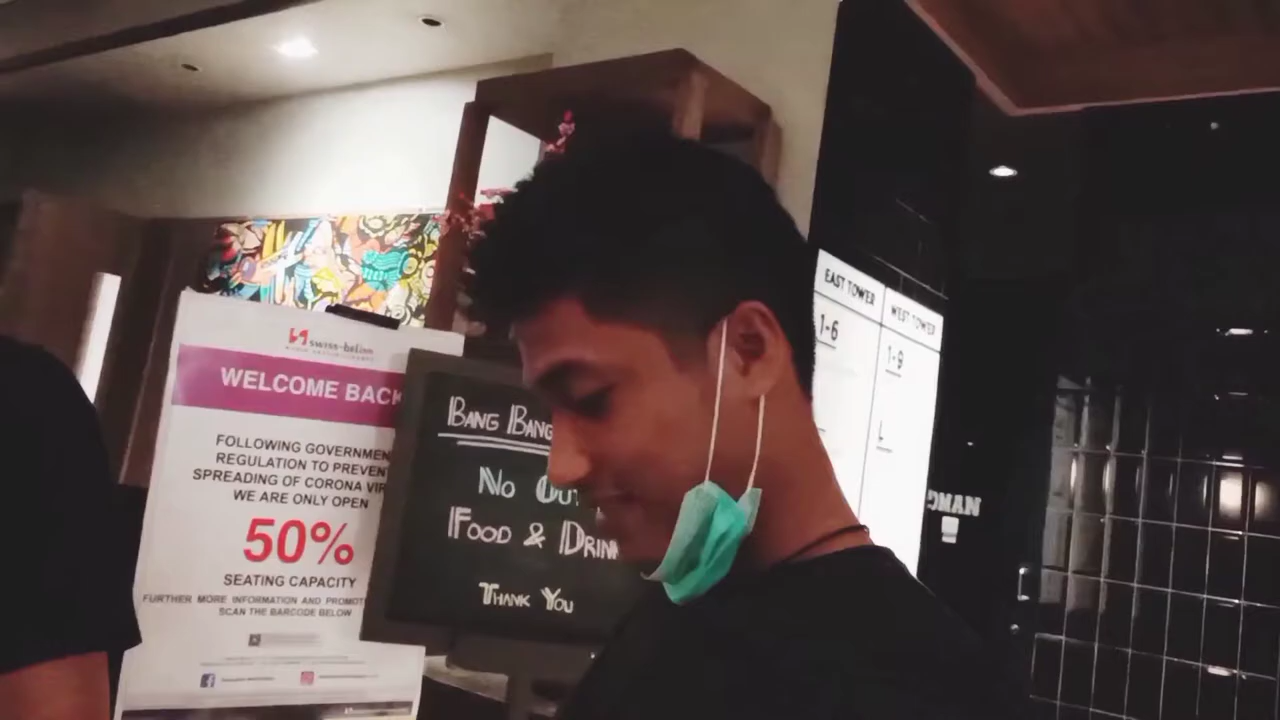 swiss-belinn
WELCOME BACK
FOLLOWING GOVERNMEN
REGULATION TO PREVEN
SPREADING OF CORONA VIR
WE ARE ONLY OPEN
50%
SEATING CAPACITY
FURTHER MORE INFORMATION AND PROMOT
SCAN THE BARCODE BELOW
BANG BANG
NO OU
FOOD & DRIN
THANK YOU
EAST TOWER
1-6
WEST TOWER
1-9
L